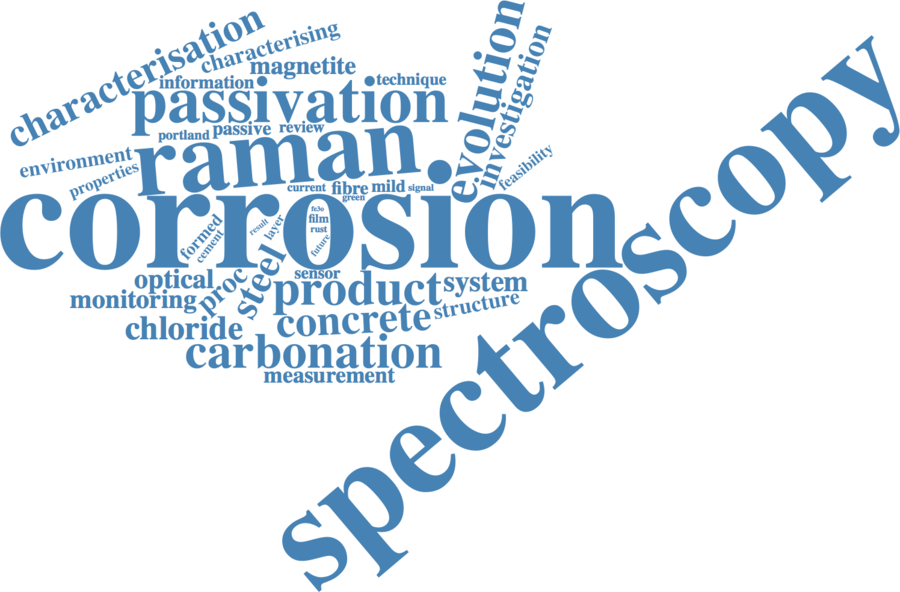 characterisation
characterising
magnetite
information
technique
passivation
evolution
investigation
portland
passive
review
raman
environment
properties
feasibility
current
fibre
mild
signal
green
corrosion
spectroscopy
fe3o
film
rust
future
formed
cement
result
layer
steel
proc
optical
sensor
monitoring
product
system
structure
chloride
concrete
carbonation
measurement